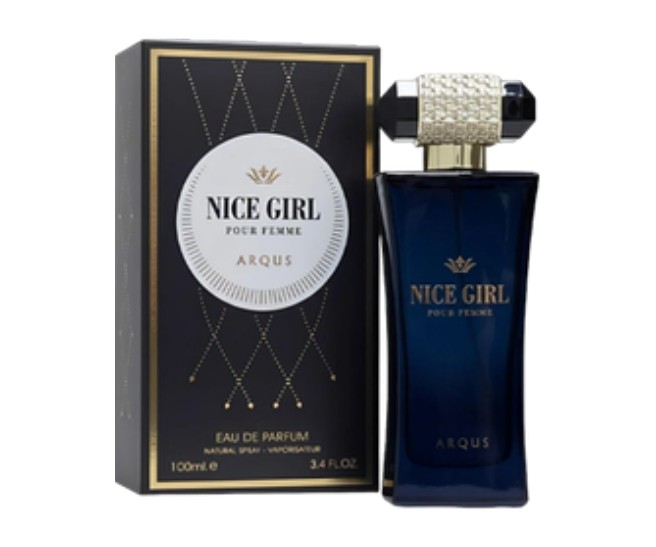 NICE GIRL
POUR FEMME
ARQUS
EAU DE PARFUM
NATURAL SPRAY - VAPORISATEUR
100ml.e 3.4 FL.OZ.
NICE GIRL
POUR FEMME
ARQUS